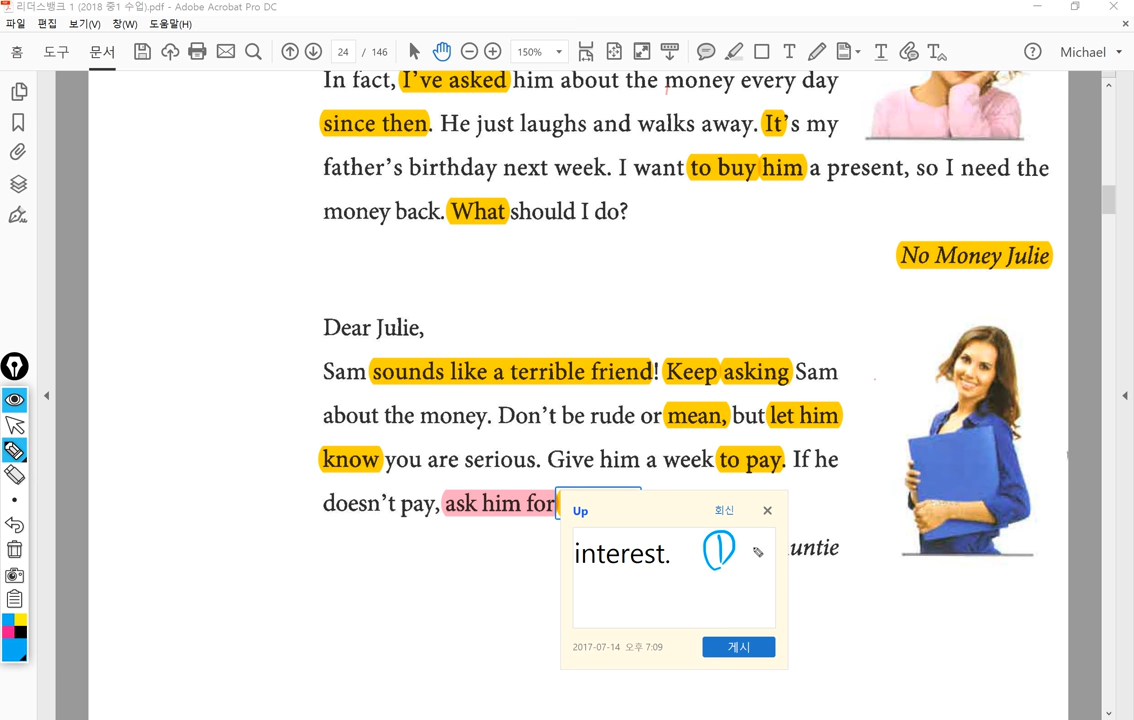 리더스뱅크 1 (2018 중1 수업).pdf - Adobe Acrobat Pro DC
파일 편집 보기(V) 창(W) 도움말(H)
홈 도구 문서 24 / 146 150% Michael
In fact, I've asked him about the money every day
since then. He just laughs and walks away. It's my
father's birthday next week. I want to buy him a present, so I need the
money back. What should I do?
No Money Julie
Dear Julie,
Sam sounds like a terrible friend! Keep asking Sam
about the money. Don't be rude or mean, but let him
know you are serious. Give him a week to pay. If he
doesn't pay, ask him for
Up 회신
interest. ①
untie
2017-07-14 오후 7:09 게시